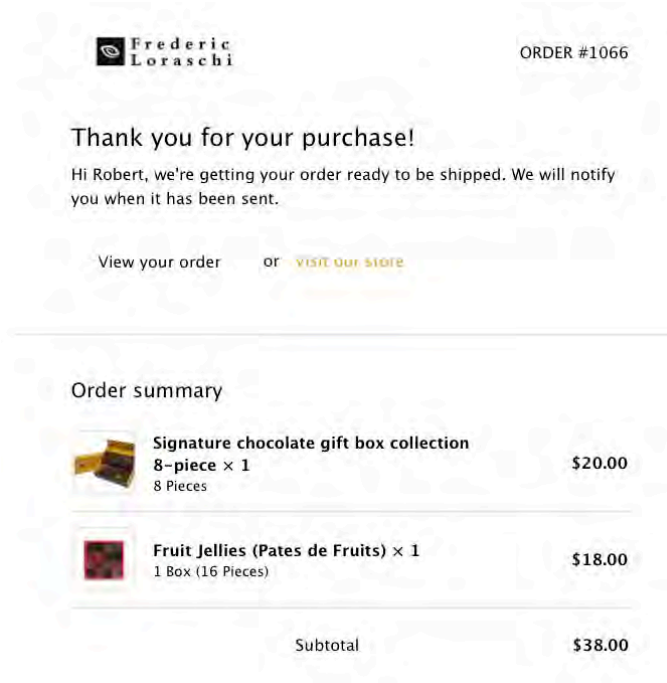 Frederic
Loraschi
ORDER #1066
Thank you for your purchase!
Hi Robert, we're getting your order ready to be shipped. We will notify
you when it has been sent.
View your order or visit our store
Order summary
Signature chocolate gift box collection
8-piece × 1
8 Pieces
$20.00
Fruit Jellies (Pates de Fruits) × 1
1 Box (16 Pieces)
$18.00
Subtotal $38.00